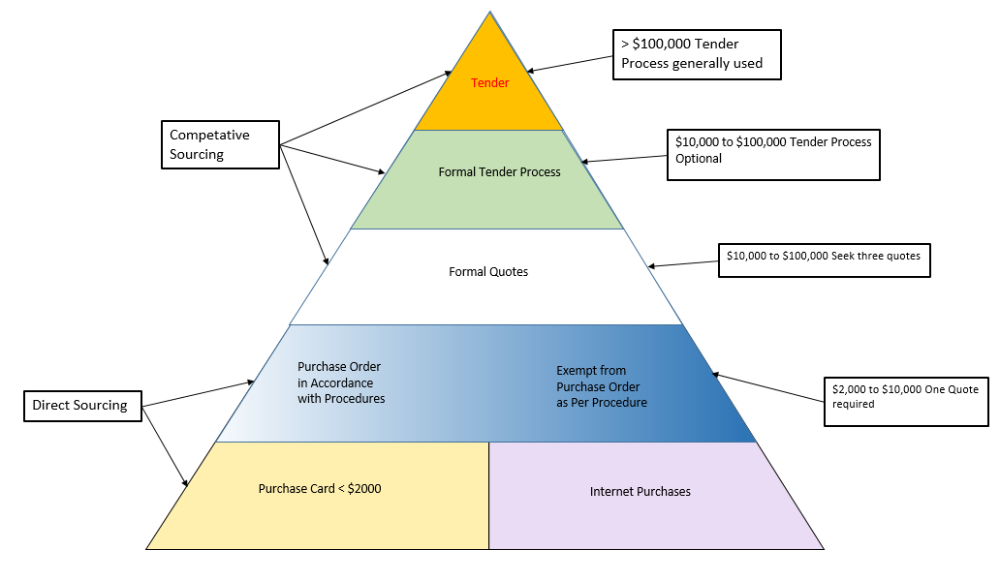 > $100,000 Tender
Process generally used
Tender
Competative
Sourcing
$10,000 to $100,000 Tender Process
Optional
Formal Tender Process
$10,000 to $100,000 Seek three quotes
Formal Quotes
Purchase Order
in Accordance
with Procedures
Exempt from
Purchase Order
as Per Procedure
$2,000 to $10,000 One Quote
required
Direct Sourcing
Purchase Card < $2000
Internet Purchases